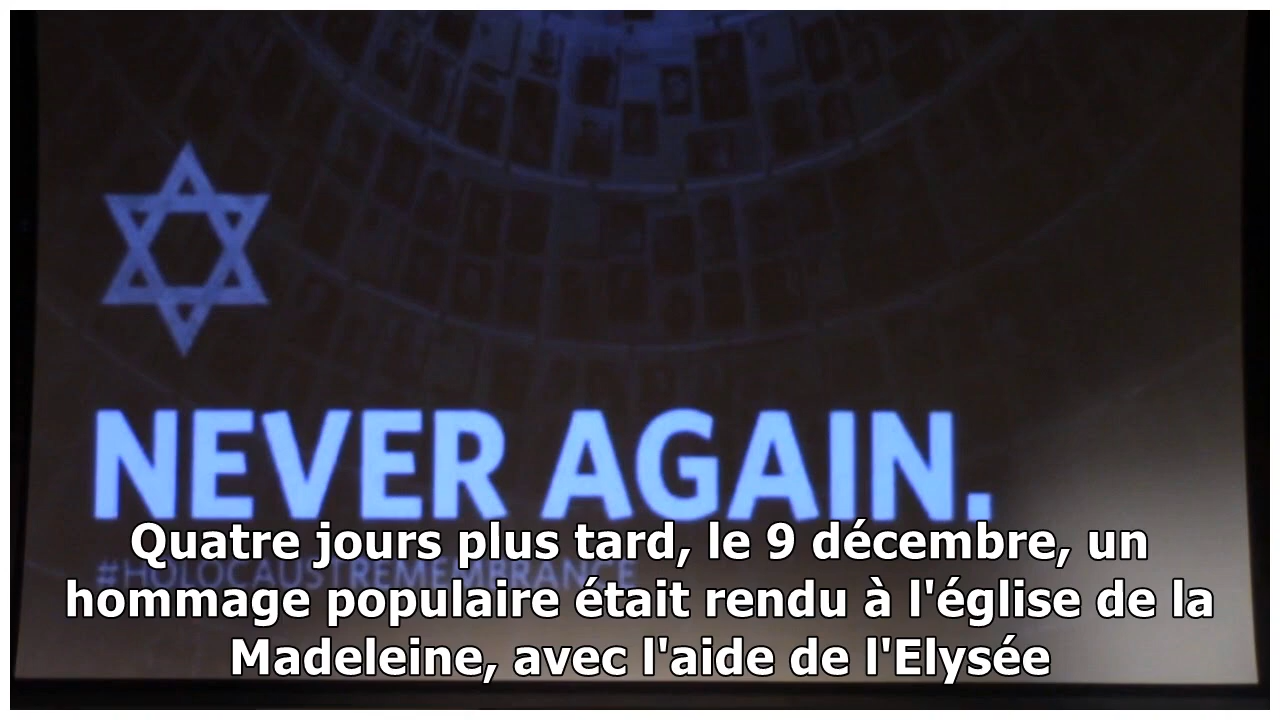 NEVER AGAIN.
#HOLOCAUSTREMEMBRANCE
Quatre jours plus tard, le 9 décembre, un
hommage populaire était rendu à l'église de la
Madeleine, avec l'aide de l'Elysée